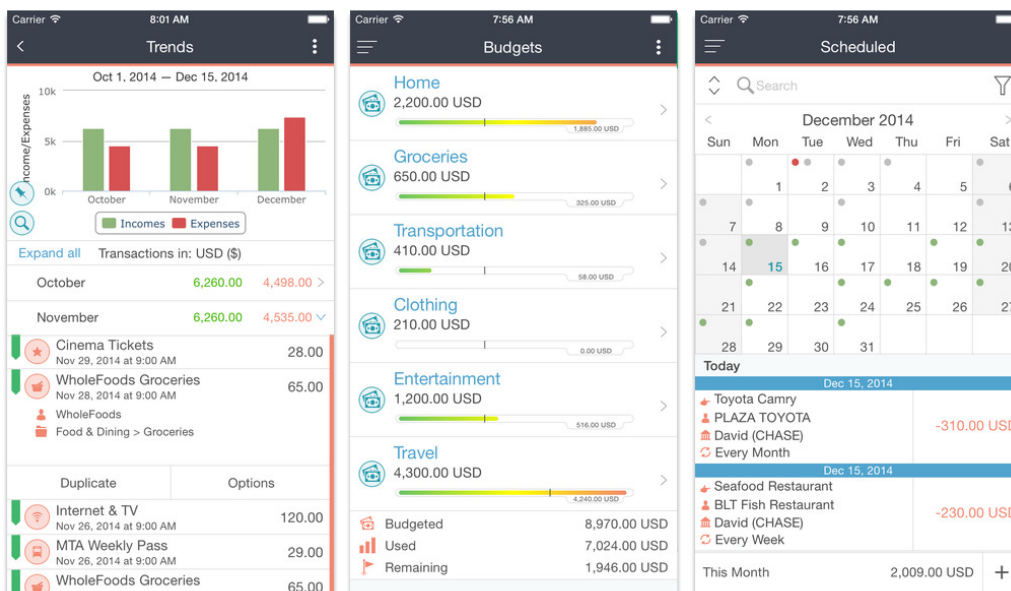 Carrier 8:01 AM
Trends
Oct 1, 2014 — Dec 15, 2014
10k
5k
0k
Income/Expenses
October November December
Incomes Expenses
Expand all Transactions in: USD ($)
October 6,260.00 4,498.00
November 6,260.00 4,535.00
Cinema Tickets
Nov 29, 2014 at 9:00 AM
28.00
WholeFoods Groceries
Nov 28, 2014 at 9:00 AM
65.00
WholeFoods
Food & Dining > Groceries
Duplicate Options
Internet & TV
Nov 26, 2014 at 9:00 AM
120.00
MTA Weekly Pass
Nov 26, 2014 at 9:00 AM
29.00
WholeFoods Groceries
65.00
Carrier 7:56 AM
Budgets
Home
2,200.00 USD
1,885.00 USD
Groceries
650.00 USD
325.00 USD
Transportation
410.00 USD
58.00 USD
Clothing
210.00 USD
0.00 USD
Entertainment
1,200.00 USD
516.00 USD
Travel
4,300.00 USD
4,240.00 USD
Budgeted 8,970.00 USD
Used 7,024.00 USD
Remaining 1,946.00 USD
Carrier 7:56 AM
Scheduled
Search
December 2014
Sun Mon Tue Wed Thu Fri Sat
1 2 3 4 5 6
7 8 9 10 11 12 13
14 15 16 17 18 19 20
21 22 23 24 25 26 27
28 29 30 31
Today
Dec 15, 2014
Toyota Camry
PLAZA TOYOTA
David (CHASE)
Every Month
-310.00 USD
Dec 15, 2014
Seafood Restaurant
BLT Fish Restaurant
David (CHASE)
Every Week
-230.00 USD
This Month 2,009.00 USD +